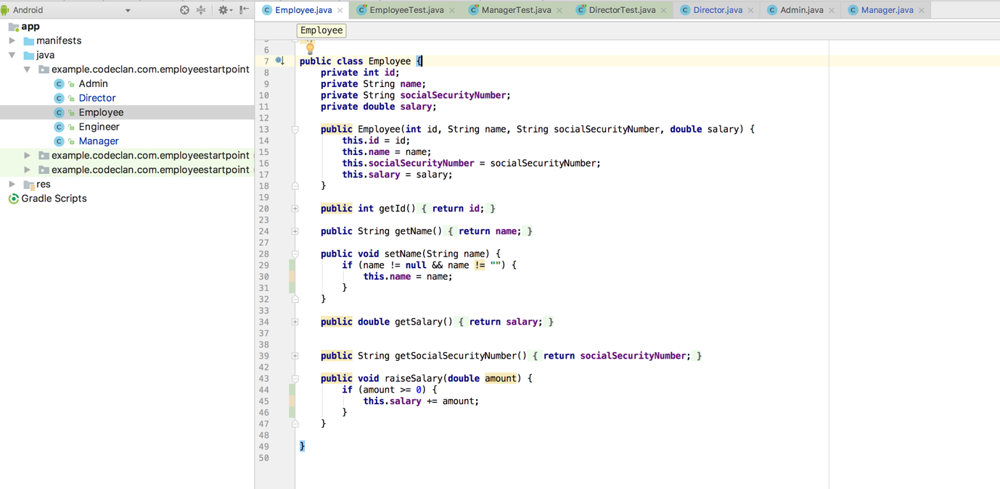 Android
app
manifests
java
example.codeclan.com.employeestartpoint
Admin
Director
Employee
Engineer
Manager
example.codeclan.com.employeestartpoint
example.codeclan.com.employeestartpoint
res
Gradle Scripts
Employee.java EmployeeTest.java ManagerTest.java DirectorTest.java Director.java Admin.java Manager.java
Employee
6
7 public class Employee {
8 private int id;
9 private String name;
10 private String socialSecurityNumber;
11 private double salary;
12
13 public Employee(int id, String name, String socialSecurityNumber, double salary) {
14 this.id = id;
15 this.name = name;
16 this.socialSecurityNumber = socialSecurityNumber;
17 this.salary = salary;
18 }
19
20 public int getId() { return id; }
23
24 public String getName() { return name; }
27
28 public void setName(String name) {
29 if (name != null && name != "") {
30 this.name = name;
31 }
32 }
33
34 public double getSalary() { return salary; }
37
38
39 public String getSocialSecurityNumber() { return socialSecurityNumber; }
42
43 public void raiseSalary(double amount) {
44 if (amount >= 0) {
45 this.salary += amount;
46 }
47 }
48
49 }
50